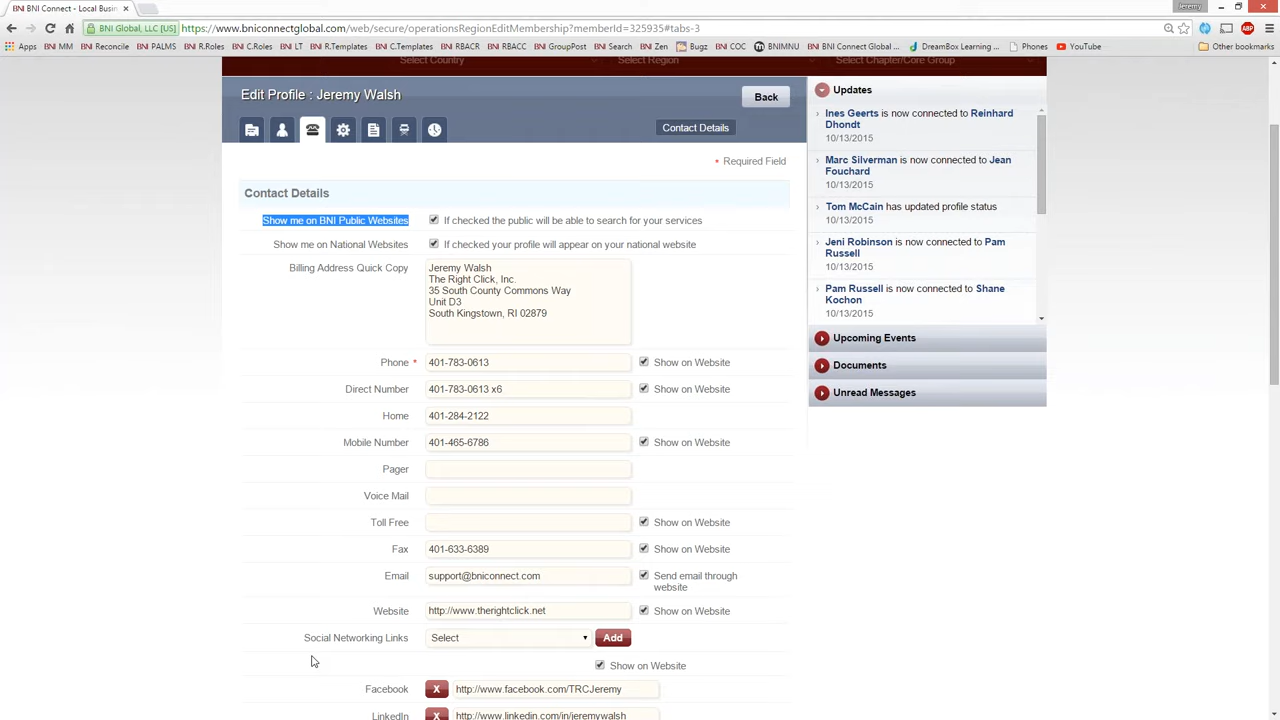 BNI BNI Connect - Local Busin
Jeremy
BNI Global, LLC [US]
https://www.bniconnectglobal.com/web/secure/operationsRegionEditMembership?memberId=325935#tabs-3
Apps BNI MM BNI Reconcile BNI PALMS BNI R.Roles BNI C.Roles BNI LT BNI R.Templates BNI C.Templates BNI RBACR BNI RBACC BNI GroupPost BNI Search BNI Zen BNI Bugz BNI COC BNIMNU BNI BNI Connect Global ... DreamBox Learning ... Phones YouTube Other bookmarks
Select Country Select Region Select Chapter/Core Group
Edit Profile : Jeremy Walsh
Back
Contact Details
* Required Field
Contact Details
Show me on BNI Public Websites If checked the public will be able to search for your services
Show me on National Websites If checked your profile will appear on your national website
Billing Address Quick Copy
Jeremy Walsh
The Right Click, Inc.
35 South County Commons Way
Unit D3
South Kingstown, RI 02879
Phone * 401-783-0613 Show on Website
Direct Number 401-783-0613 x6 Show on Website
Home 401-284-2122
Mobile Number 401-465-6786 Show on Website
Pager
Voice Mail
Toll Free Show on Website
Fax 401-633-6389 Show on Website
Email support@bniconnect.com Send email through
website
Website http://www.therightclick.net Show on Website
Social Networking Links Select Add
Show on Website
Facebook X http://www.facebook.com/TRCJeremy
LinkedIn X http://www.linkedin.com/in/jeremywalsh
Updates
Ines Geerts is now connected to Reinhard
Dhondt
10/13/2015
Marc Silverman is now connected to Jean
Fouchard
10/13/2015
Tom McCain has updated profile status
10/13/2015
Jeni Robinson is now connected to Pam
Russell
10/13/2015
Pam Russell is now connected to Shane
Kochon
10/13/2015
Upcoming Events
Documents
Unread Messages